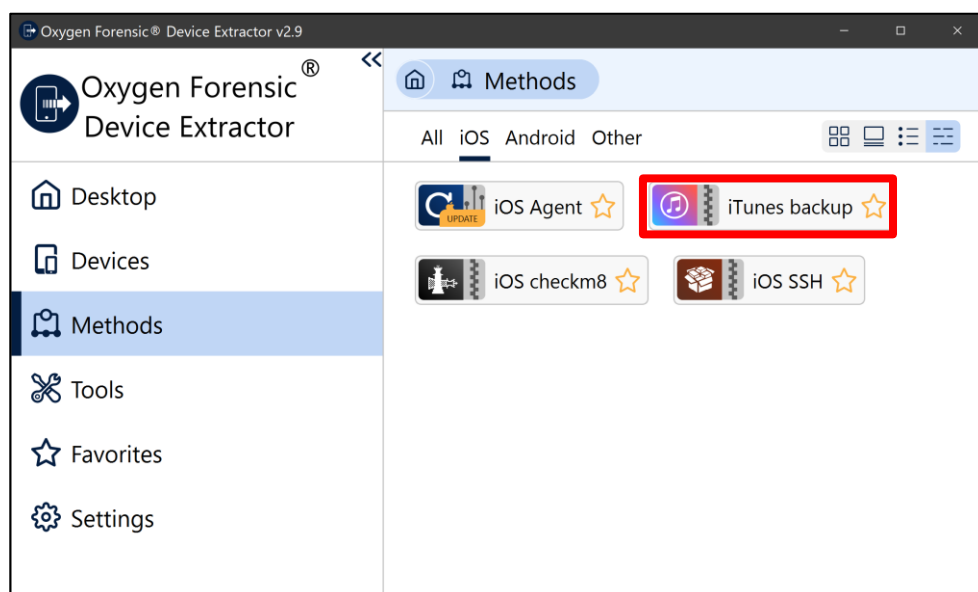 Oxygen Forensic® Device Extractor v2.9
Oxygen Forensic ®
Device Extractor
Methods
All iOS Android Other
Desktop
iOS Agent
UPDATE
iTunes backup
Devices
iOS checkm8
iOS SSH
Methods
Tools
Favorites
Settings